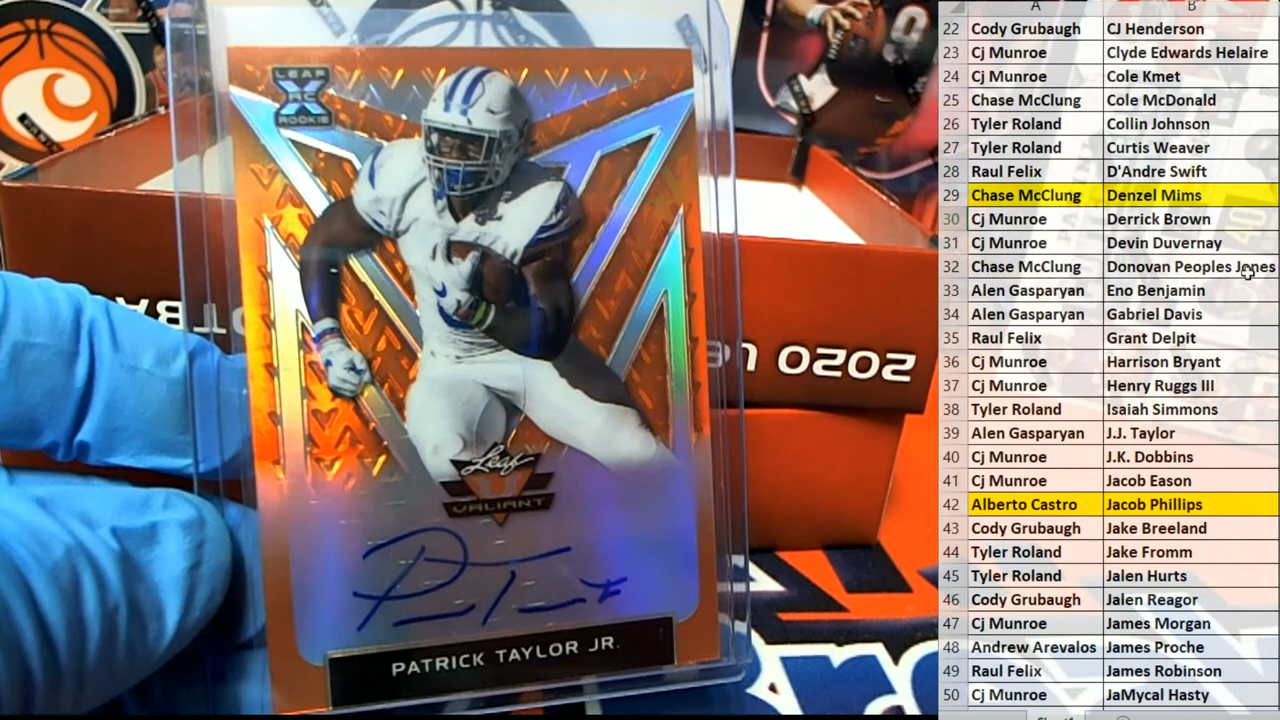 LEAF
RC
ROOKIE
Leaf
VALIANT
PATRICK TAYLOR JR.
2020
A B
22 Cody Grubaugh CJ Henderson
23 Cj Munroe Clyde Edwards Helaire
24 Cj Munroe Cole Kmet
25 Chase McClung Cole McDonald
26 Tyler Roland Collin Johnson
27 Tyler Roland Curtis Weaver
28 Raul Felix D'Andre Swift
29 Chase McClung Denzel Mims
30 Cj Munroe Derrick Brown
31 Cj Munroe Devin Duvernay
32 Chase McClung Donovan Peoples Jones
33 Alen Gasparyan Eno Benjamin
34 Alen Gasparyan Gabriel Davis
35 Raul Felix Grant Delpit
36 Cj Munroe Harrison Bryant
37 Cj Munroe Henry Ruggs III
38 Tyler Roland Isaiah Simmons
39 Alen Gasparyan J.J. Taylor
40 Cj Munroe J.K. Dobbins
41 Cj Munroe Jacob Eason
42 Alberto Castro Jacob Phillips
43 Cody Grubaugh Jake Breeland
44 Tyler Roland Jake Fromm
45 Tyler Roland Jalen Hurts
46 Cody Grubaugh Jalen Reagor
47 Cj Munroe James Morgan
48 Andrew Arevalos James Proche
49 Raul Felix James Robinson
50 Cj Munroe JaMycal Hasty